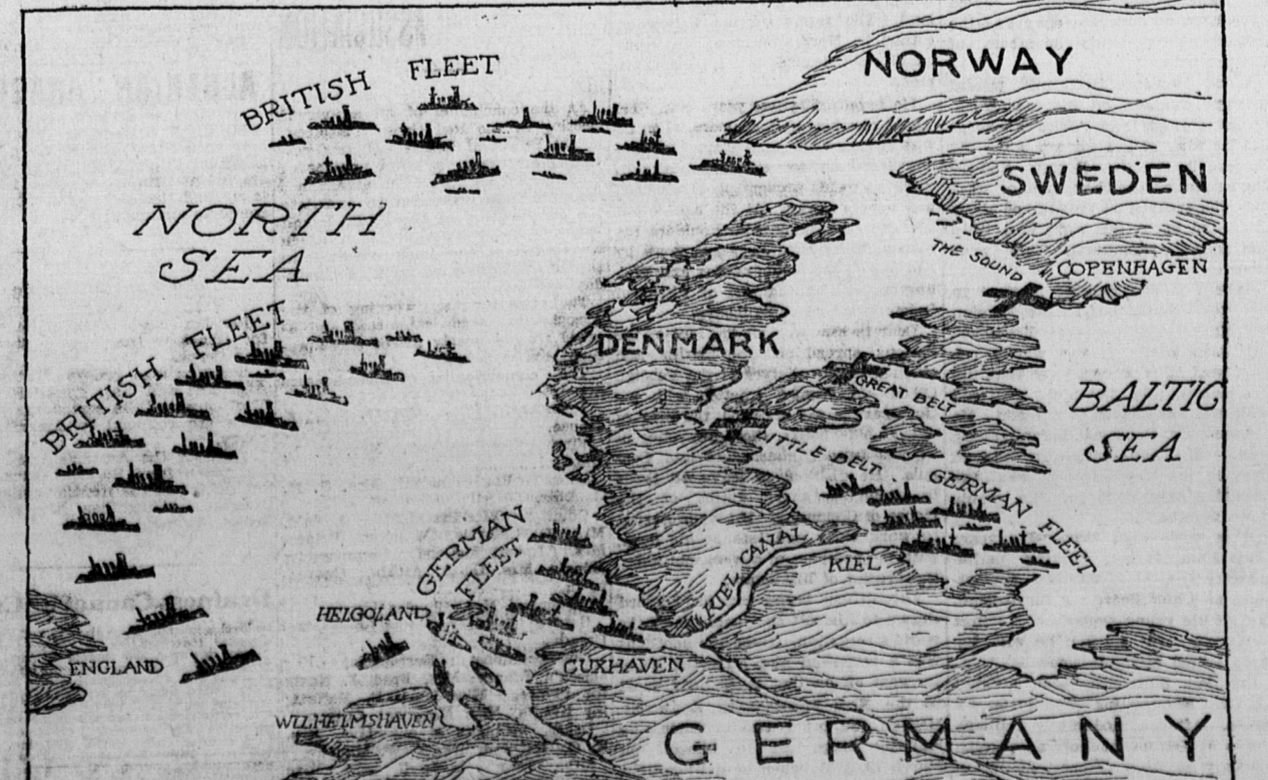 NORWAY
BRITISH FLEET
SWEDEN
NORTH
SEA
THE SOUND
COPENHAGEN
BRITISH FLEET
DENMARK
GREAT BELT
BALTIC
SEA
LITTLE BELT
GERMAN FLEET
GERMAN
FLEET
KIEL CANAL
KIEL
HELGOLAND
ENGLAND
CUXHAVEN
WILHELMSHAVEN
GERMANY